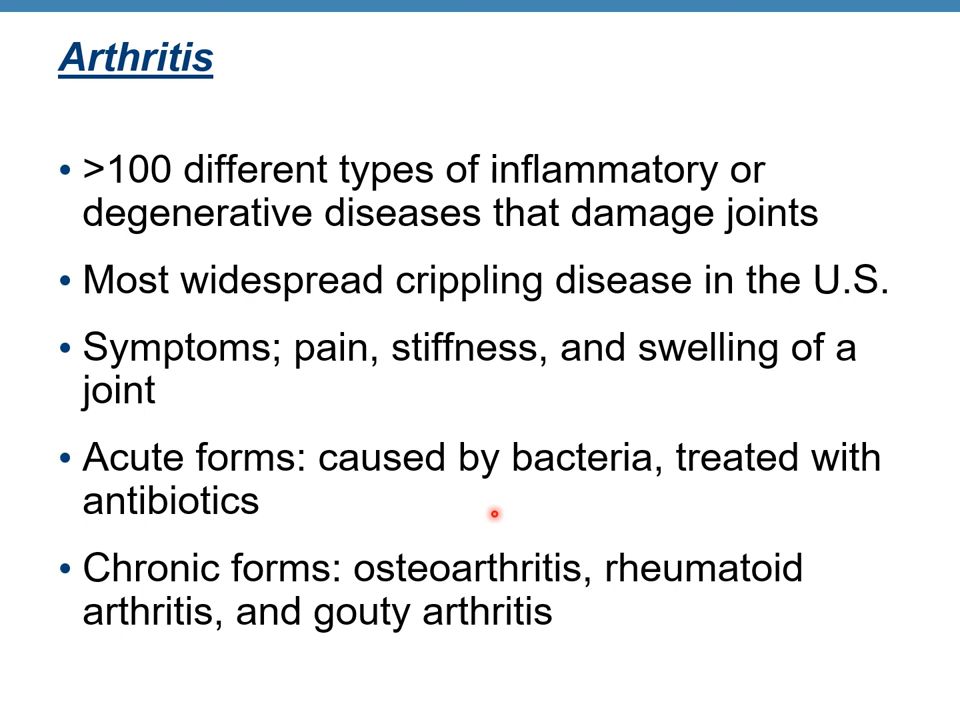 Arthritis
• >100 different types of inflammatory or
degenerative diseases that damage joints
• Most widespread crippling disease in the U.S.
• Symptoms; pain, stiffness, and swelling of a
joint
• Acute forms: caused by bacteria, treated with
antibiotics
• Chronic forms: osteoarthritis, rheumatoid
arthritis, and gouty arthritis